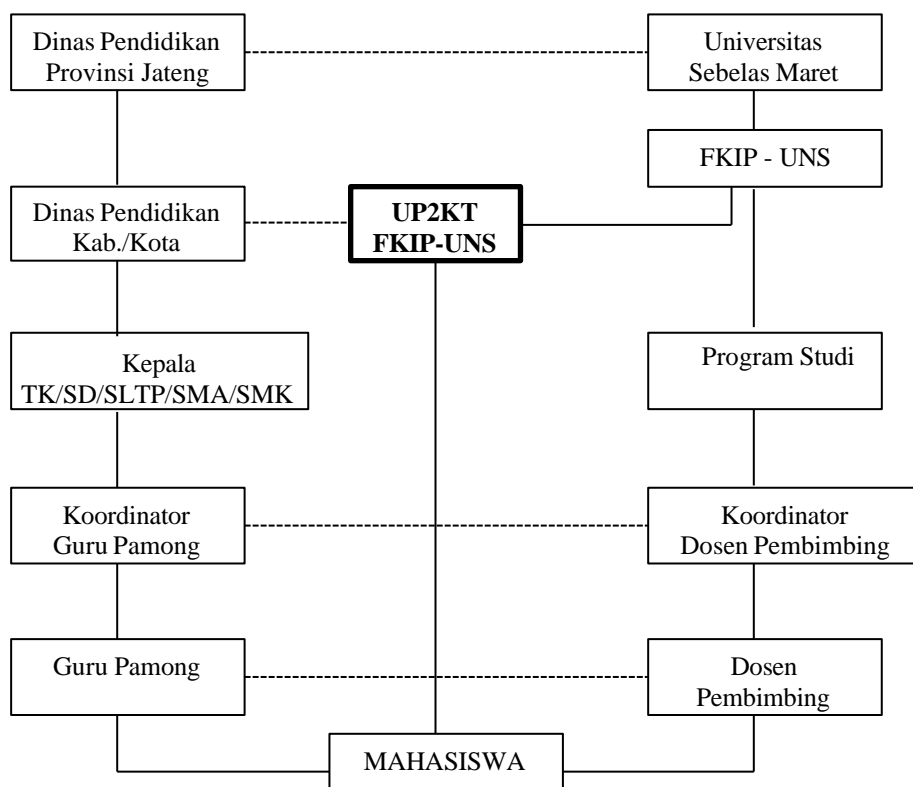 Dinas Pendidikan
Provinsi Jateng
Universitas
Sebelas Maret
FKIP - UNS
Dinas Pendidikan
Kab./Kota
UP2KT
FKIP-UNS
Kepala
TK/SD/SLTP/SMA/SMK
Program Studi
Koordinator
Guru Pamong
Koordinator
Dosen Pembimbing
Guru Pamong
Dosen
Pembimbing
MAHASISWA